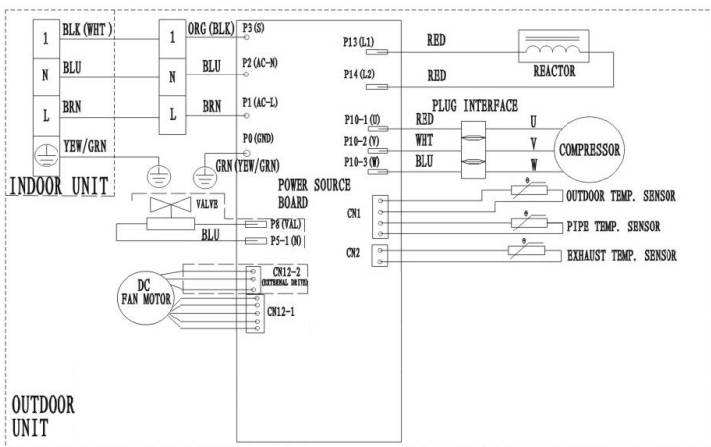 1
BLK(WHT)
1
ORG(BLK)
P3(S)
N
BLU
N
BLU
P2(AC-N)
L
BRN
L
BRN
P1(AC-L)
YEW/GRN
P0(GND)
GRN(YEW/GRN)
INDOOR UNIT
P13(L1)
RED
P14(L2)
RED
REACTOR
PLUG INTERFACE
P10-1(U)
RED
U
P10-2(V)
WHT
V
P10-3(W)
BLU
W
COMPRESSOR
POWER SOURCE
BOARD
VALVE
P8(VAL)
BLU
P5-1(N)
CN1
OUTDOOR TEMP. SENSOR
PIPE TEMP. SENSOR
CN2
EXHAUST TEMP. SENSOR
DC
FAN MOTOR
CN12-2
(EXTERNAL DRIVE)
CN12-1
OUTDOOR
UNIT